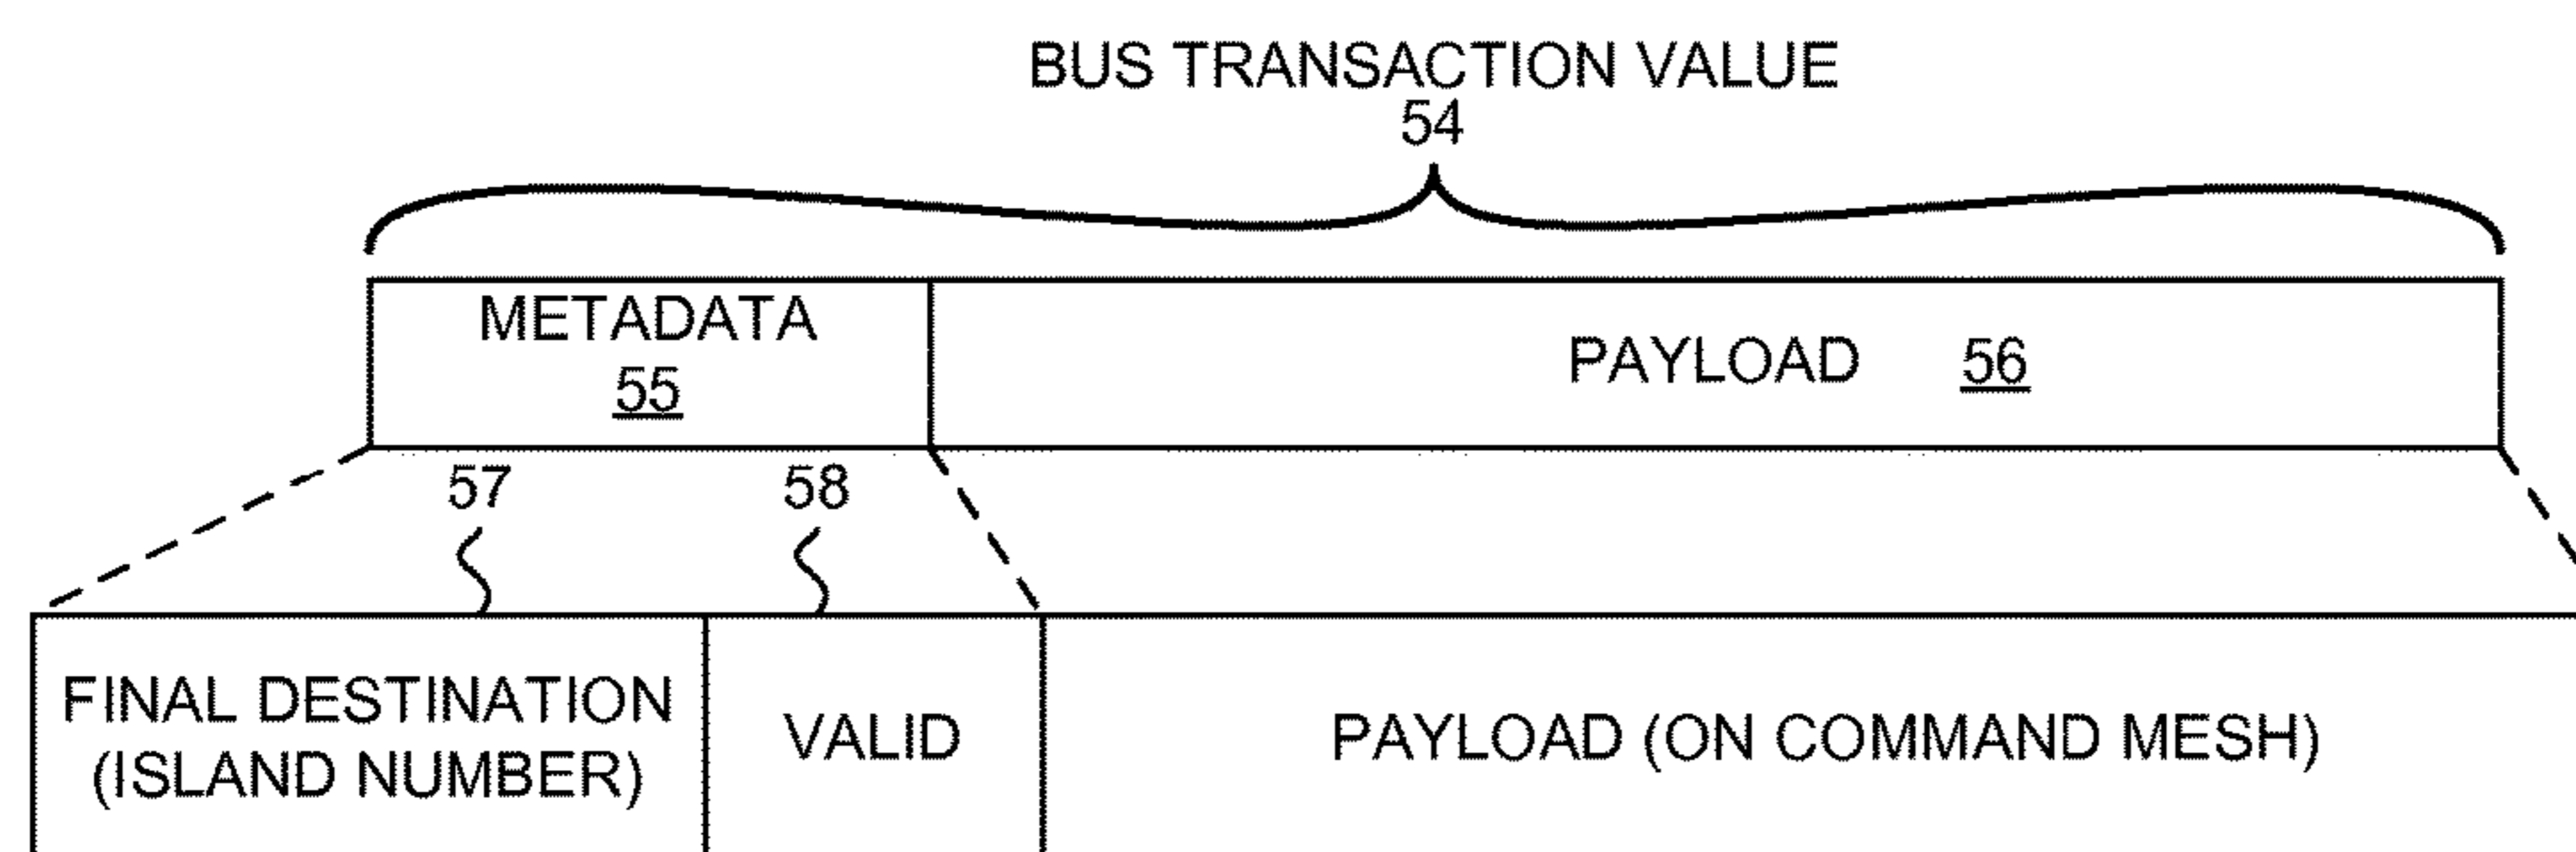 BUS TRANSACTION VALUE
54
METADATA
55
PAYLOAD 56
57 58
FINAL DESTINATION
(ISLAND NUMBER)
VALID
PAYLOAD (ON COMMAND MESH)